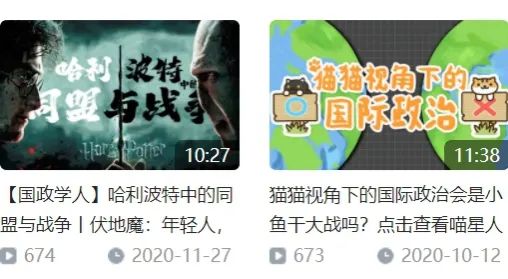 哈利波特中的
同盟与战争
Harry Potter
10:27
【国政学人】哈利波特中的同
盟与战争丨伏地魔：年轻人，
674
2020-11-27
猫猫视角下的
国际政治
11:38
猫猫视角下的国际政治会是小
鱼干大战吗？点击查看喵星人
673
2020-10-12